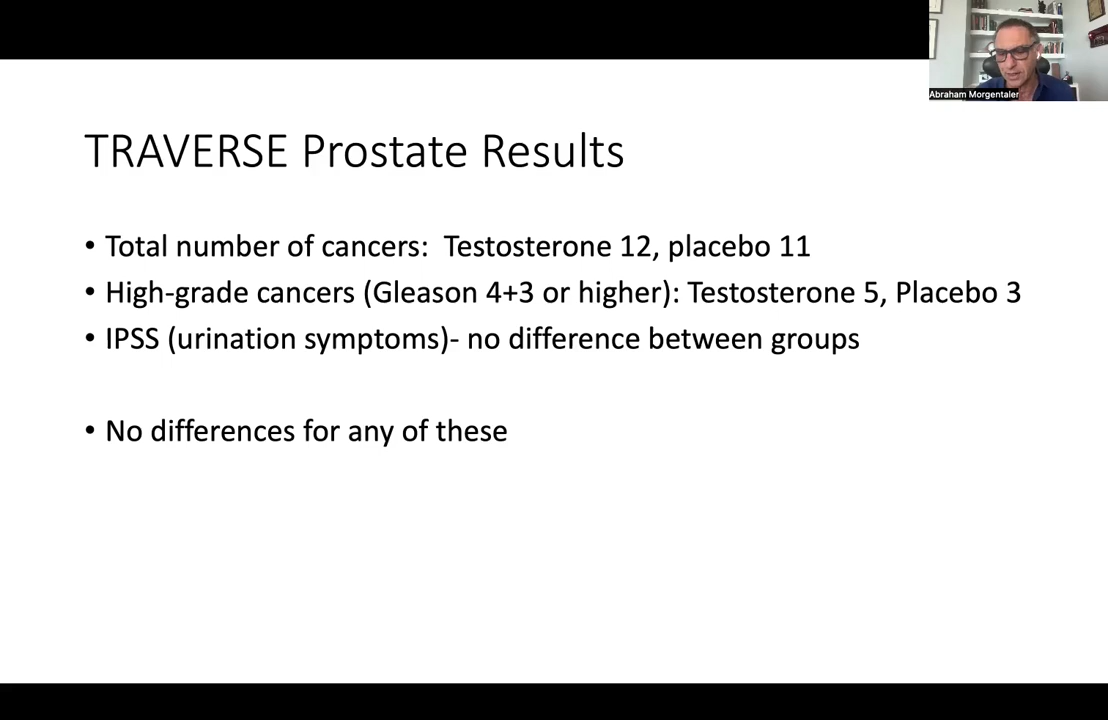 Abraham Morgentaler
TRAVERSE Prostate Results
• Total number of cancers:  Testosterone 12, placebo 11
• High-grade cancers (Gleason 4+3 or higher): Testosterone 5, Placebo 3
• IPSS (urination symptoms)- no difference between groups
• No differences for any of these